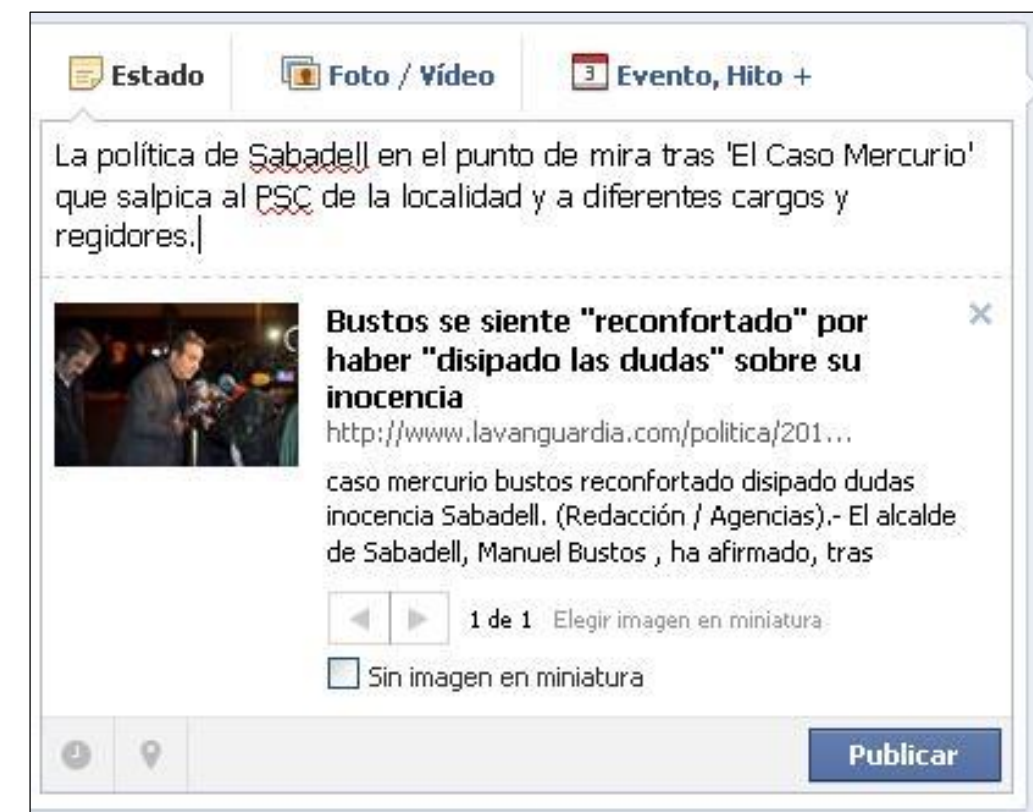 Estado Foto / Vídeo 3 Evento, Hito +
La política de Sabadell en el punto de mira tras 'El Caso Mercurio'
que salpica al PSC de la localidad y a diferentes cargos y
regidores.
Bustos se siente "reconfortado" por
haber "disipado las dudas" sobre su
inocencia
http://www.lavanguardia.com/politica/201...
caso mercurio bustos reconfortado disipado dudas
inocencia Sabadell. (Redacción / Agencias).- El alcalde
de Sabadell, Manuel Bustos , ha afirmado, tras
1 de 1 Elegir imagen en miniatura
Sin imagen en miniatura
Publicar